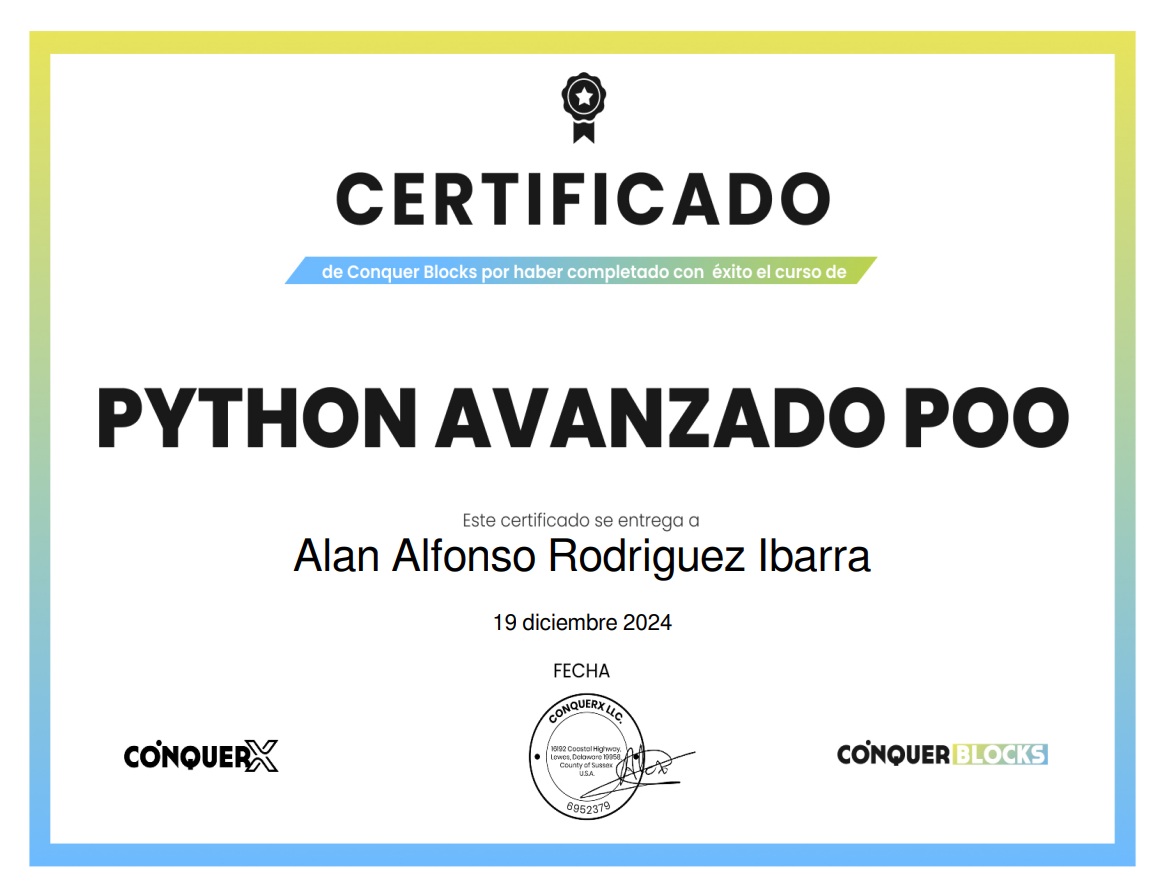 CERTIFICADO
de Conquer Blocks por haber completado con éxito el curso de
PYTHON AVANZADO POO
Este certificado se entrega a
Alan Alfonso Rodriguez Ibarra
19 diciembre 2024
FECHA
CONQUERX LLC.
16192 Coastal Highway,
Lewes, Delaware 19958,
County of Sussex
U.S.A.
6952379
Alex
CONQUERX
CONQUERBLOCKS